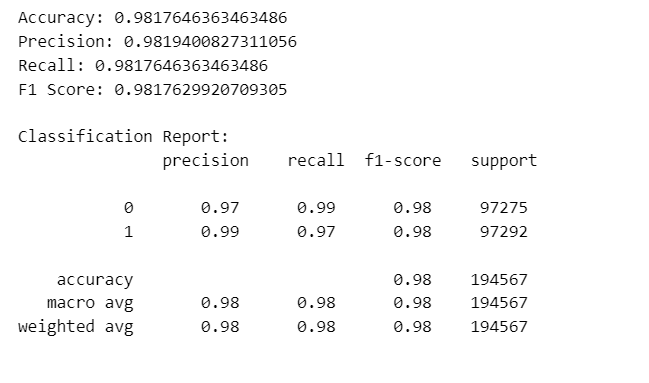 Accuracy: 0.9817646363463486
Precision: 0.9819400827311056
Recall: 0.9817646363463486
F1 Score: 0.9817629920709305
Classification Report:
precision recall f1-score support
0 0.97 0.99 0.98 97275
1 0.99 0.97 0.98 97292
accuracy 0.98 194567
macro avg 0.98 0.98 0.98 194567
weighted avg 0.98 0.98 0.98 194567